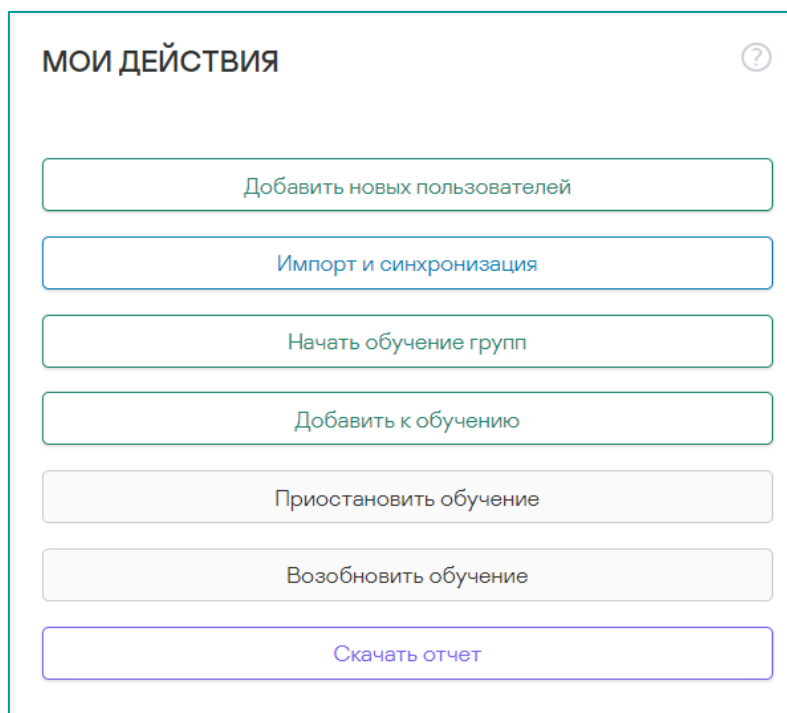 МОИ ДЕЙСТВИЯ
?
Добавить новых пользователей
Импорт и синхронизация
Начать обучение групп
Добавить к обучению
Приостановить обучение
Возобновить обучение
Скачать отчет